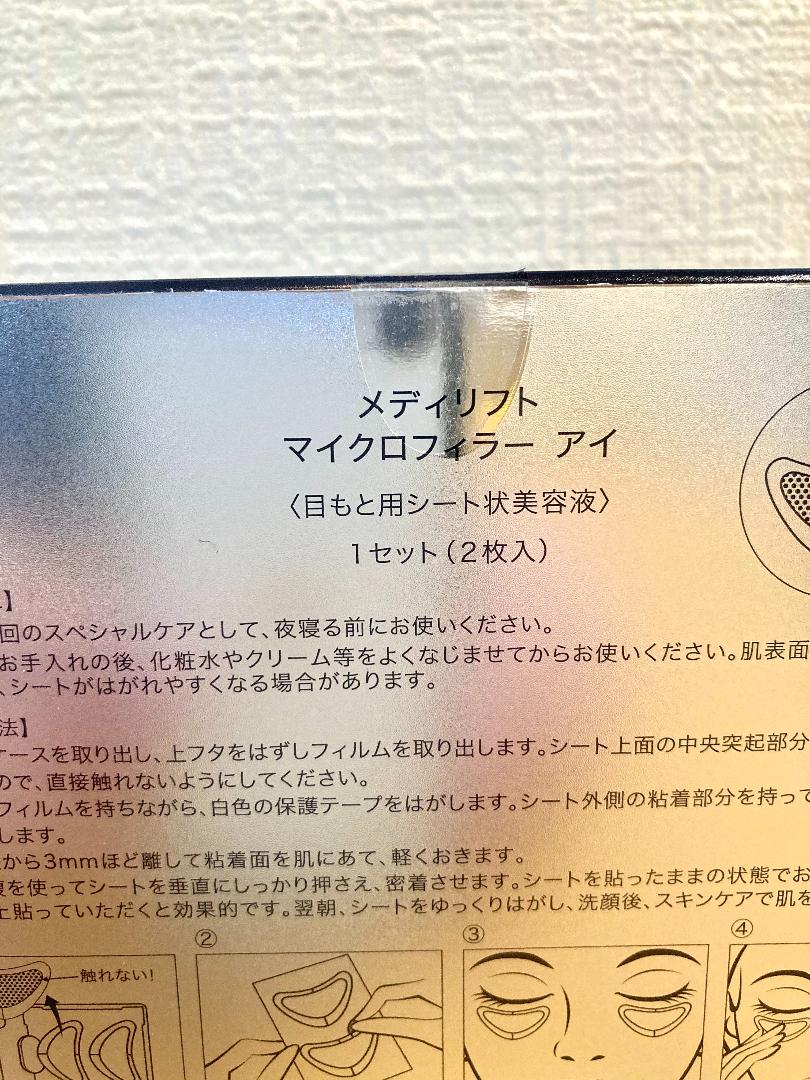 メディリフト
マイクロフィラー アイ
〈目もと用シート状美容液〉
1セット(2枚入)
】
回のスペシャルケアとして、夜寝る前にお使いください。
お手入れの後、化粧水やクリーム等をよくなじませてからお使いください。肌表面
、シートがはがれやすくなる場合があります。
法】
ケースを取り出し、上フタをはずしフィルムを取り出します。シート上面の中央突起部分
ので、直接触れないようにしてください。
フィルムを持ちながら、白色の保護テープをはがします。シート外側の粘着部分を持って
します。
から3mmほど離して粘着面を肌にあて、軽くおきます。
を使ってシートを垂直にしっかり押さえ、密着させます。シートを貼ったままの状態でお
貼っていただくと効果的です。翌朝、シートをゆっくりはがし、洗顔後、スキンケアで肌を
② ③ ④
触れない!